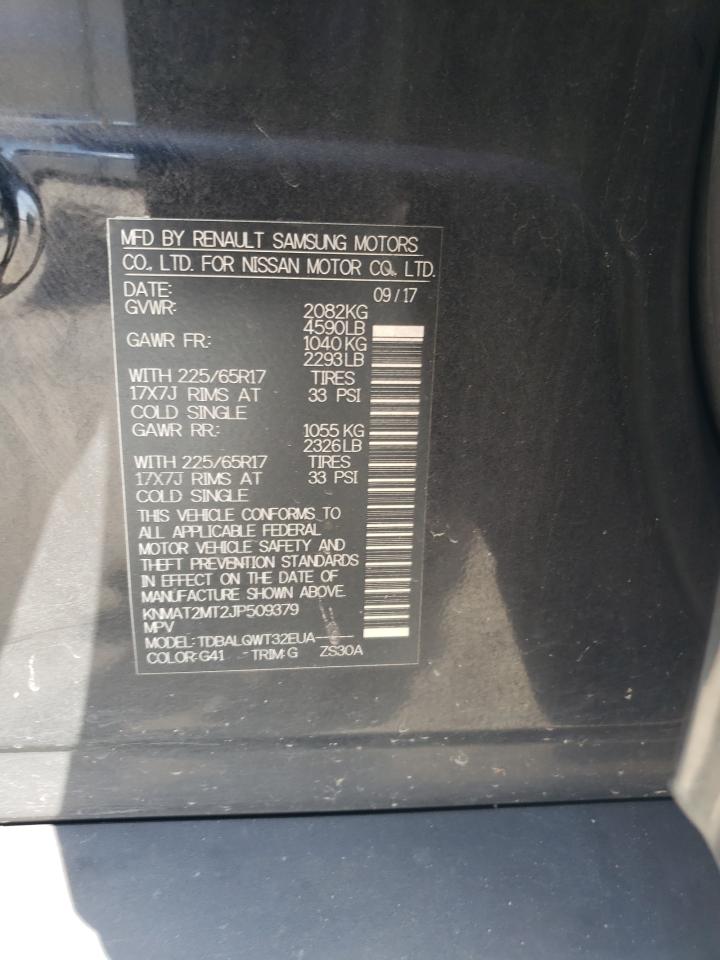 MFD BY RENAULT SAMSUNG MOTORS
CO., LTD. FOR NISSAN MOTOR CO., LTD.
DATE: 09/17
GVWR: 2082KG
4590LB
GAWR FR: 1040KG
2293LB
WITH 225/65R17 TIRES
17X7J RIMS AT 33 PSI
COLD SINGLE
GAWR RR: 1055KG
2326LB
WITH 225/65R17 TIRES
17X7J RIMS AT 33 PSI
COLD SINGLE
THIS VEHICLE CONFORMS TO
ALL APPLICABLE FEDERAL
MOTOR VEHICLE SAFETY AND
THEFT PREVENTION STANDARDS
IN EFFECT ON THE DATE OF
MANUFACTURE SHOWN ABOVE.
KNMAT2MT2JP509379
MPV
MODEL: TDBALQWT32EUA-----
COLOR: G41 TRIM: G ZS30A